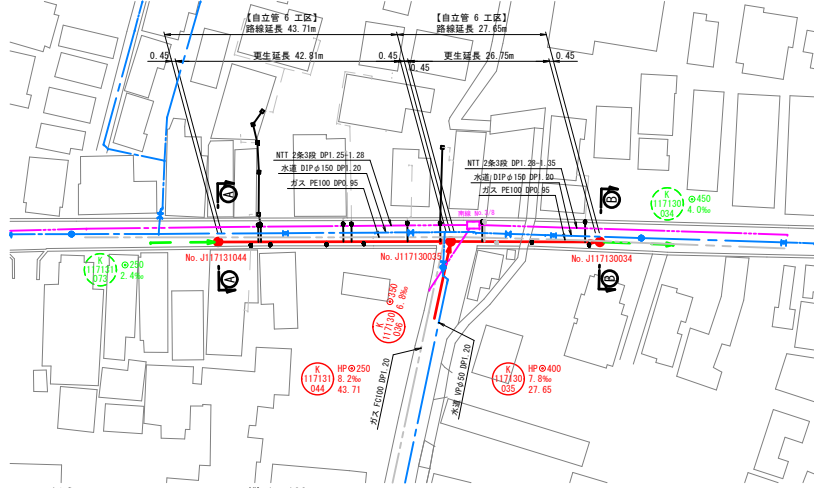 【自立管 6 工区】
路線延長 43.71m
【自立管 6 工区】
路線延長 27.65m
0.45
更生延長 42.81m
0.45
0.45
更生延長 26.75m
0.45
NTT 2条3段 DP1.25-1.28
水道 DIPφ150 DP1.20
ガス PE100 DP0.95
NTT 2条3段 DP1.28-1.35
水道 DIPφ150 DP1.20
ガス PE100 DP0.95
A
B
K
117130
034
⊚450
4.0‰
No. J117131044
No. J117130035
No. J117130034
K
117131
073
⊚250
2.4‰
A
B
K
117130
036
⊚350
6.8‰
K
117131
044
HP⊚250
8.2‰
43.71
ガス FC100 DP1.20
水道 VPφ50 DP1.20
K
117130
035
HP⊚400
7.8‰
27.65